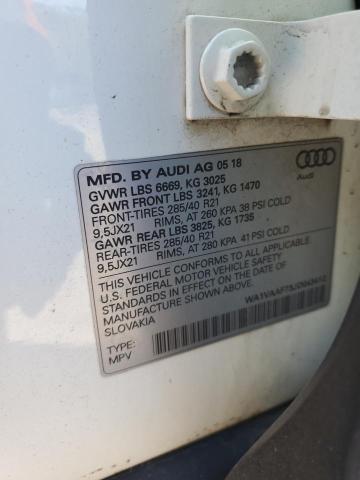 MFD. BY AUDI AG 05 18
GVWR LBS 6669, KG 3025
GAWR FRONT LBS 3241, KG 1470
FRONT-TIRES 285/40 R21
9,5JX21 RIMS, AT 260 KPA 38 PSI COLD
GAWR REAR LBS 3825, KG 1735
REAR-TIRES 285/40 R21
9,5JX21 RIMS, AT 280 KPA 41 PSI COLD
THIS VEHICLE CONFORMS TO ALL APPLICABLE
U.S. FEDERAL MOTOR VEHICLE SAFETY
STANDARDS IN EFFECT ON THE DATE OF
MANUFACTURE SHOWN ABOVE.
SLOVAKIA
TYPE:
MPV
Audi